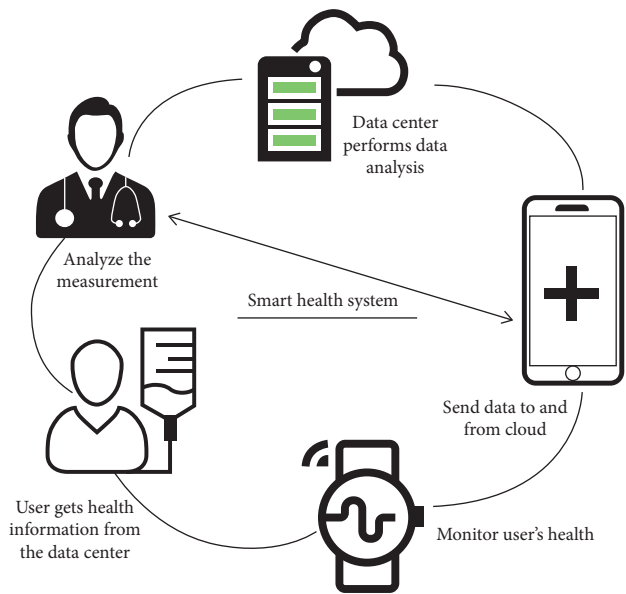 Data center
performs data
analysis
Analyze the
measurement
Smart health system
Send data to and
from cloud
User gets health
information from
the data center
Monitor user's health